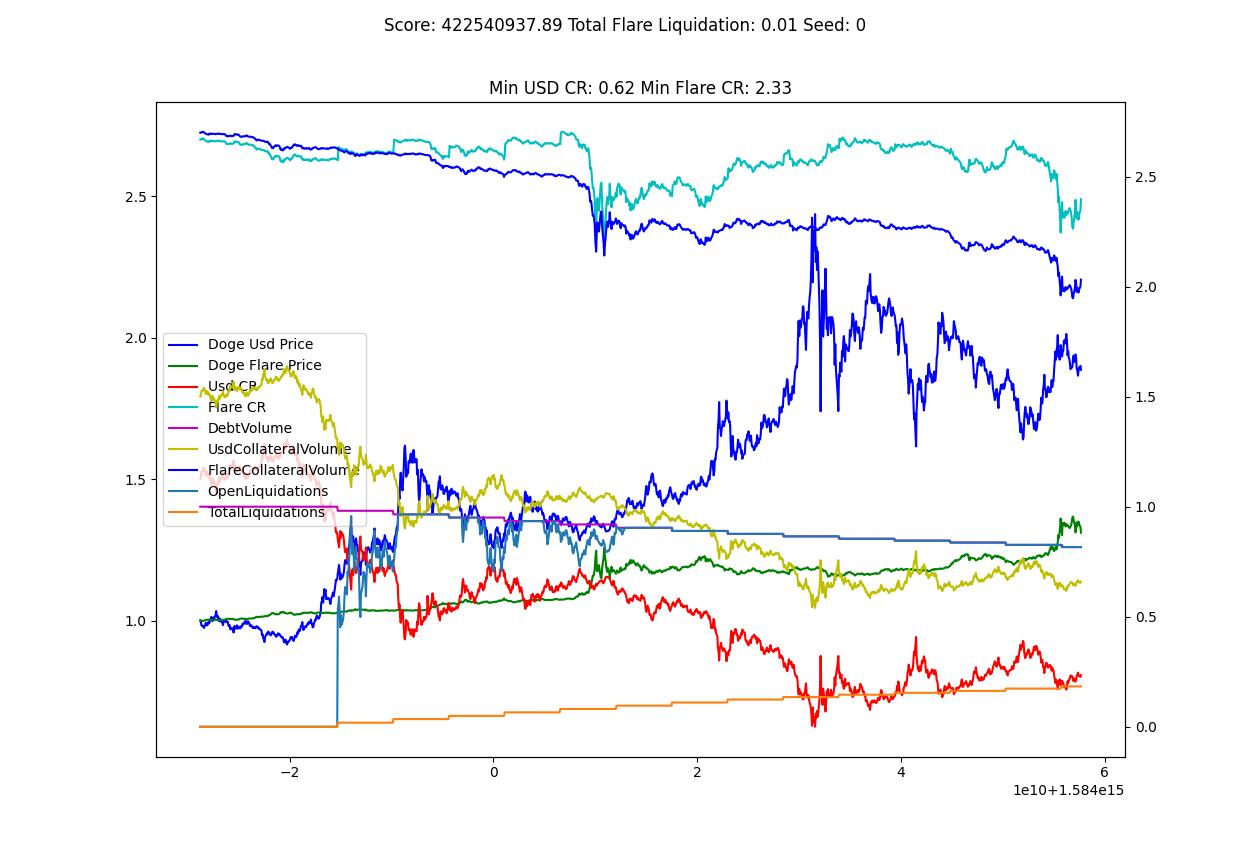 Score: 422540937.89 Total Flare Liquidation: 0.01 Seed: 0
Min USD CR: 0.62 Min Flare CR: 2.33
2.5
2.0
1.5
1.0
Doge Usd Price
Doge Flare Price
Usd CR
Flare CR
DebtVolume
UsdCollateralVolume
FlareCollateralVolume
OpenLiquidations
TotalLiquidations
2.5
2.0
1.5
1.0
0.5
0.0
−2 0 2 4 6
1e10+1.584e15